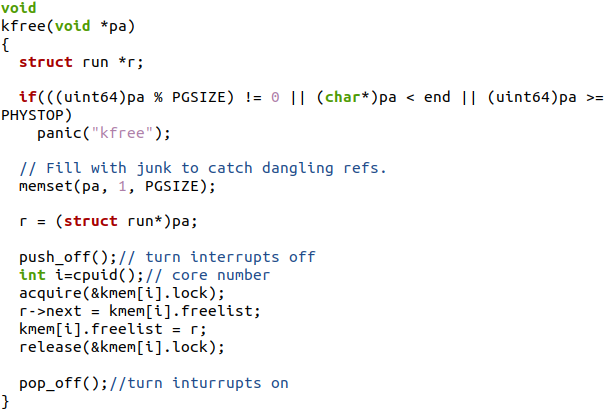 void
kfree(void *pa)
{
  struct run *r;

  if(((uint64)pa % PGSIZE) != 0 || (char*)pa < end || (uint64)pa >=
PHYSTOP)
    panic("kfree");

  // Fill with junk to catch dangling refs.
  memset(pa, 1, PGSIZE);

  r = (struct run*)pa;

  push_off();// turn interrupts off
  int i=cpuid();// core number
  acquire(&kmem[i].lock);
  r->next = kmem[i].freelist;
  kmem[i].freelist = r;
  release(&kmem[i].lock);

  pop_off();//turn inturrupts on
}